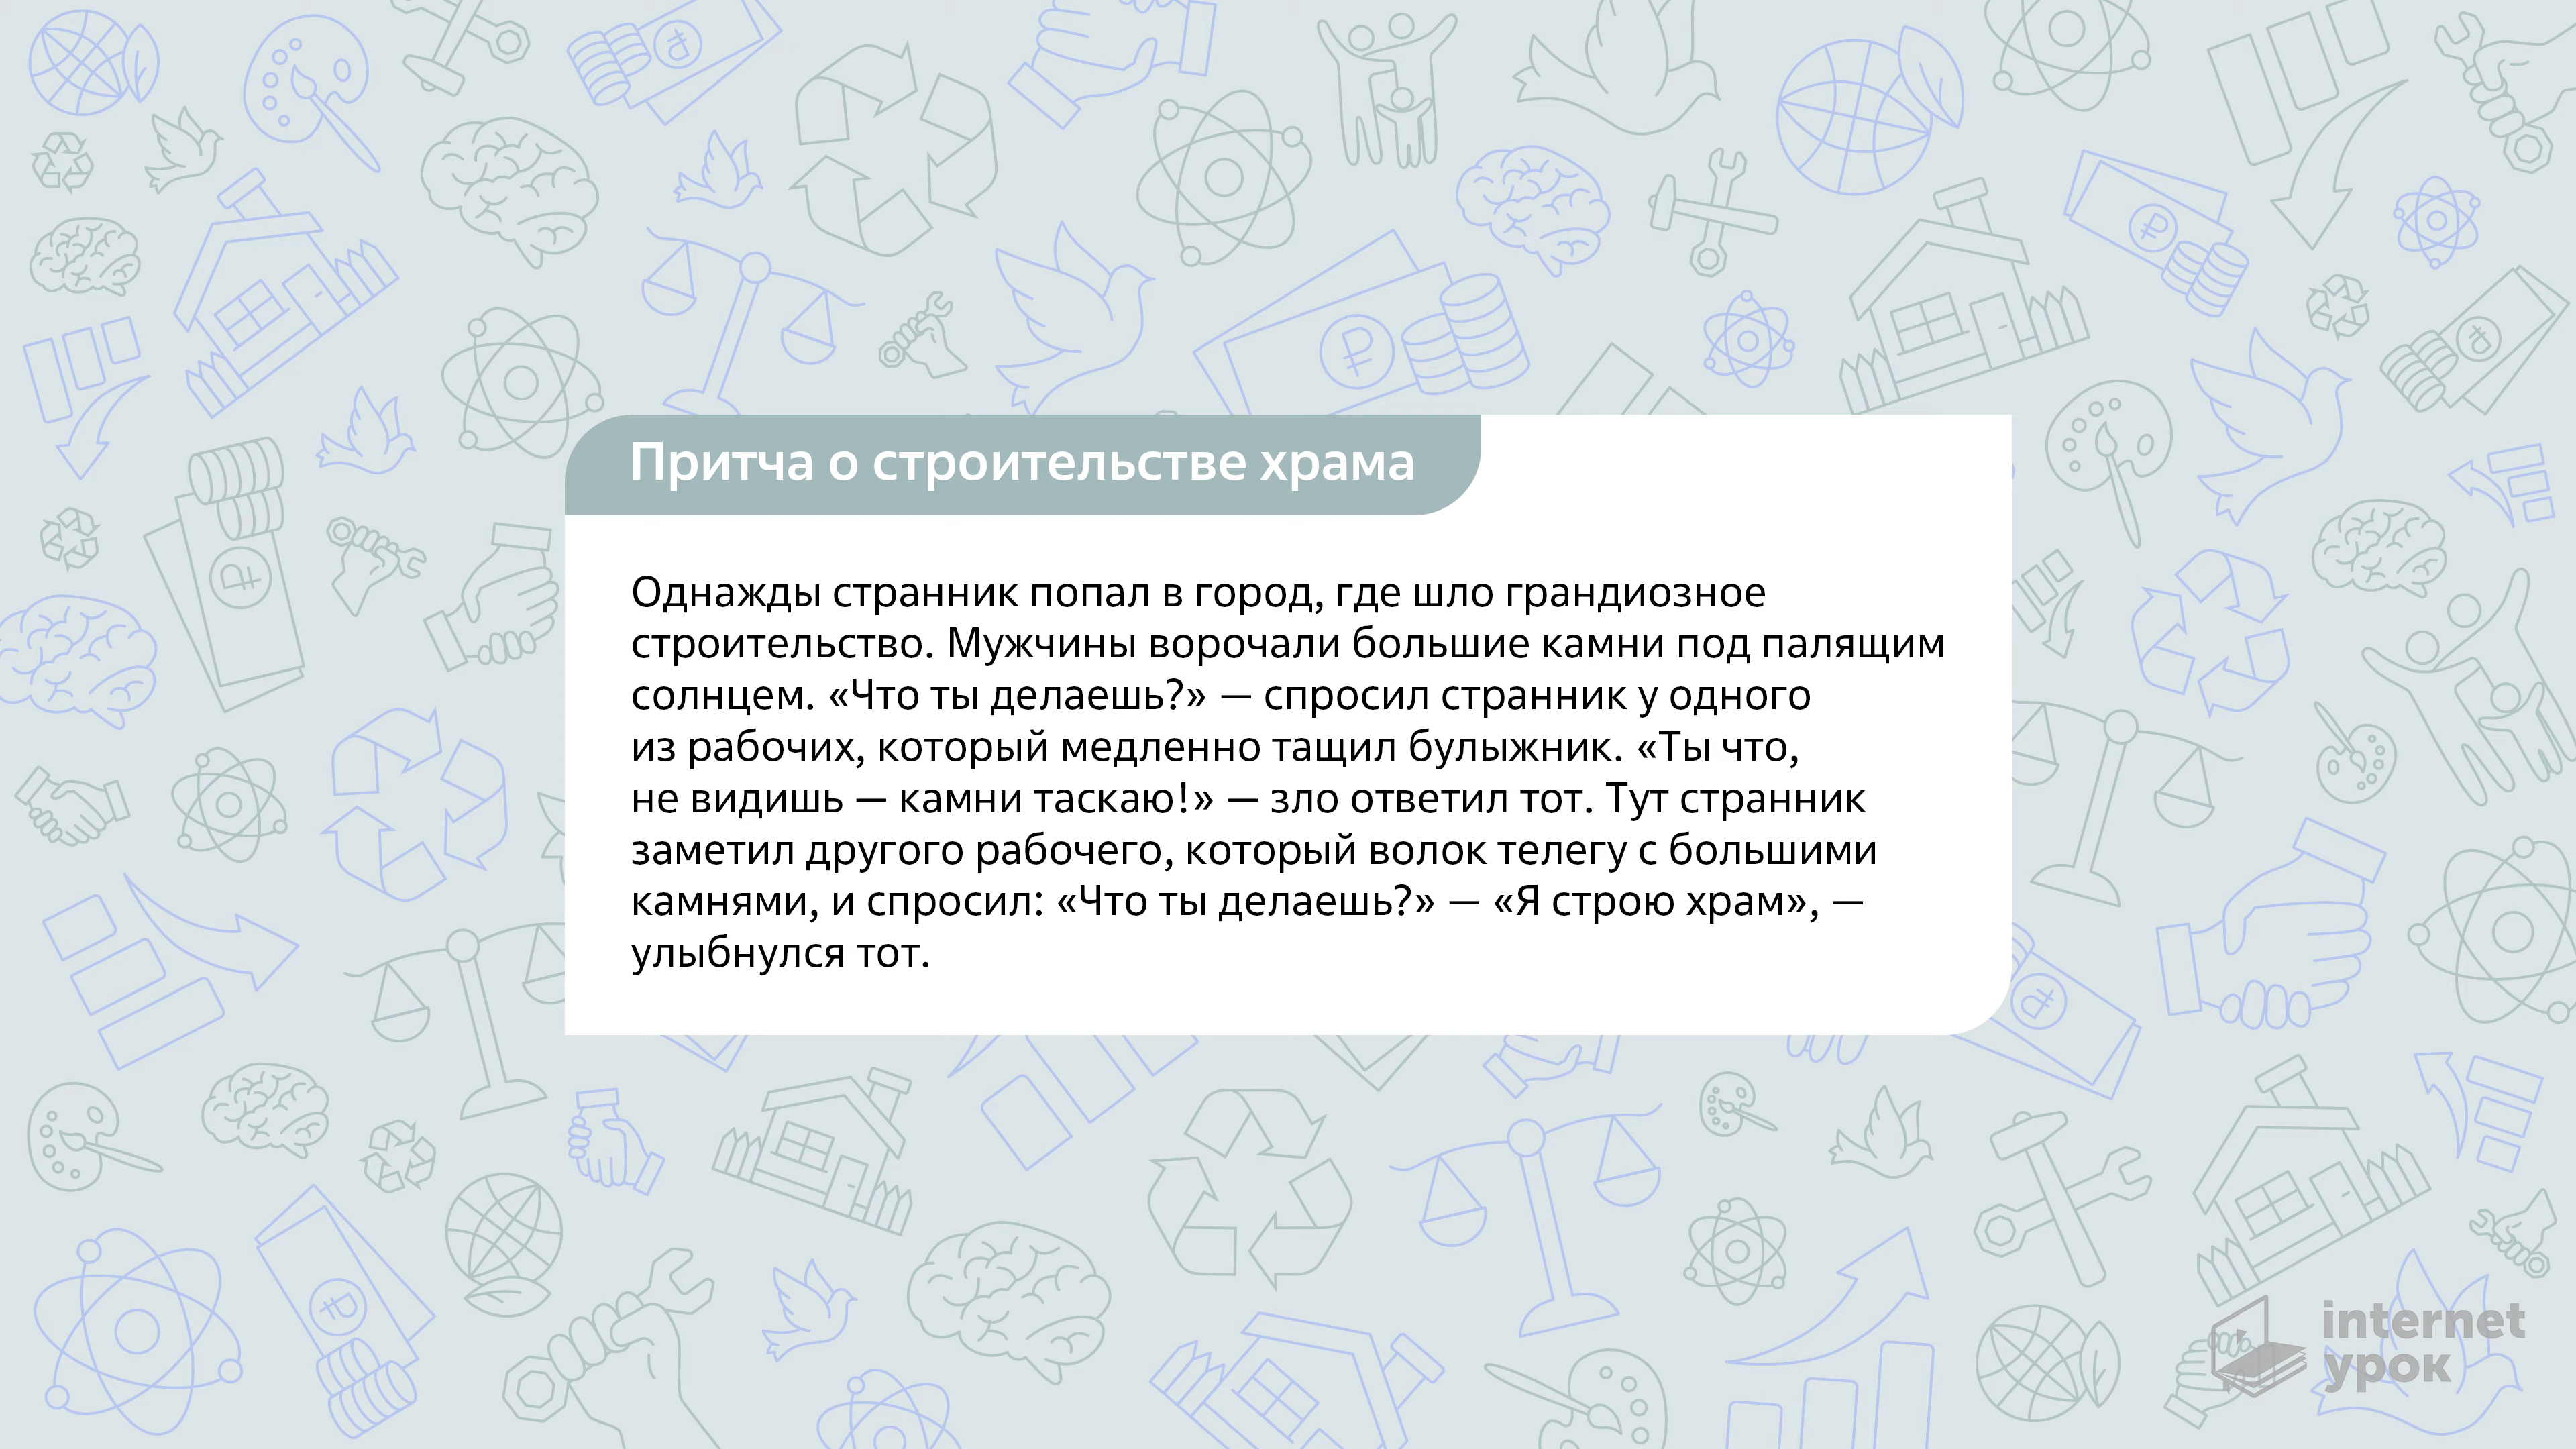 Притча о строительстве храма
Однажды странник попал в город, где шло грандиозное
строительство. Мужчины ворочали большие камни под палящим
солнцем. «Что ты делаешь?» — спросил странник у одного
из рабочих, который медленно тащил булыжник. «Ты что,
не видишь — камни таскаю!» — зло ответил тот. Тут странник
заметил другого рабочего, который волок телегу с большими
камнями, и спросил: «Что ты делаешь?» — «Я строю храм», —
улыбнулся тот.
internet
урок